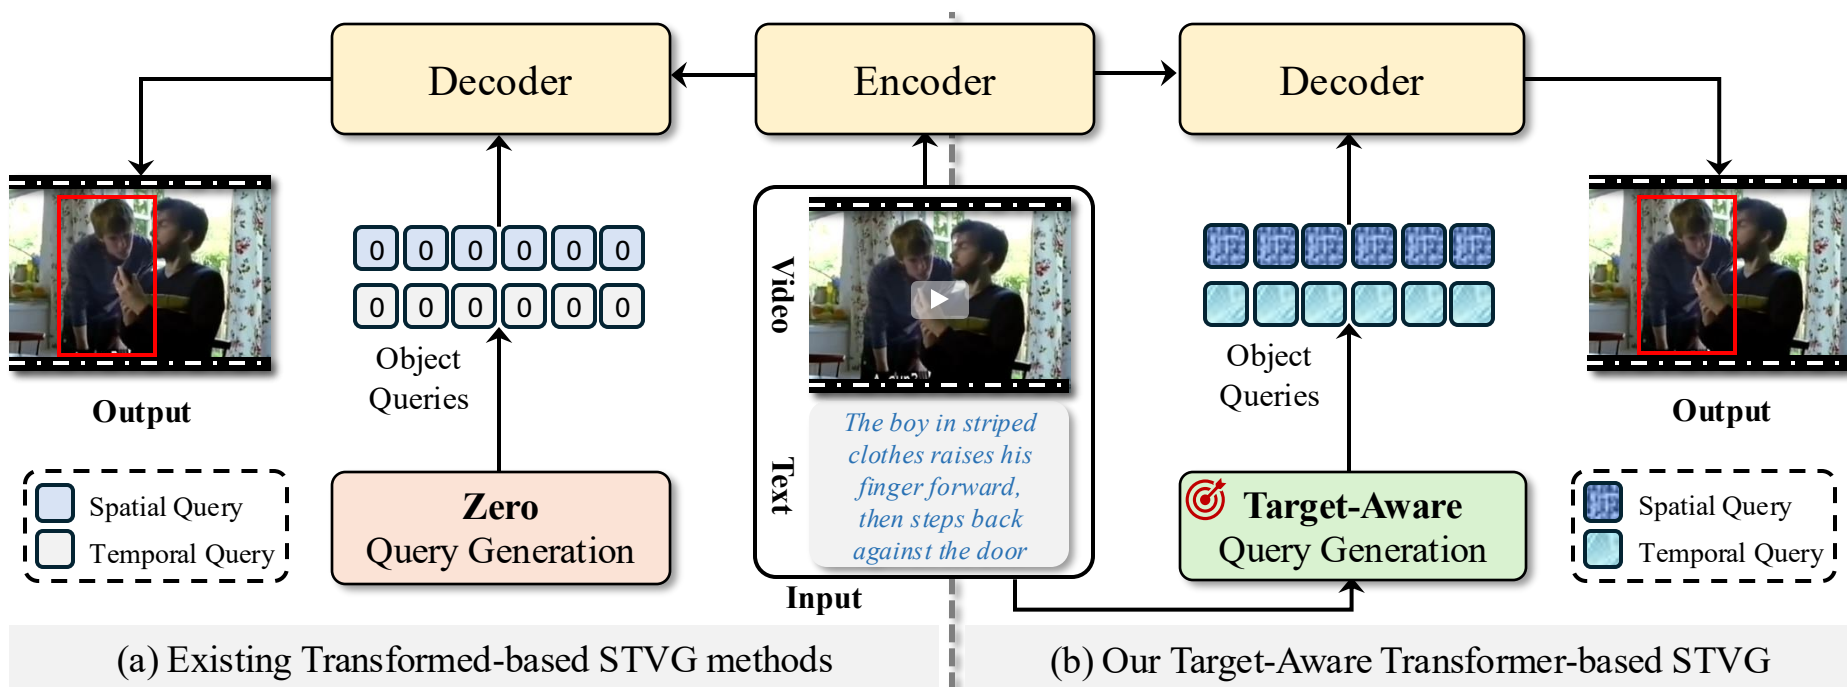 Decoder
Encoder
Decoder
0 0 0 0 0 0
0 0 0 0 0 0
Object
Queries
Output
Spatial Query
Temporal Query
Zero
Query Generation
Video
Text
The boy in striped
clothes raises his
finger forward,
then steps back
against the door
Input
Object
Queries
Output
Target-Aware
Query Generation
Spatial Query
Temporal Query
(a) Existing Transformed-based STVG methods
(b) Our Target-Aware Transformer-based STVG